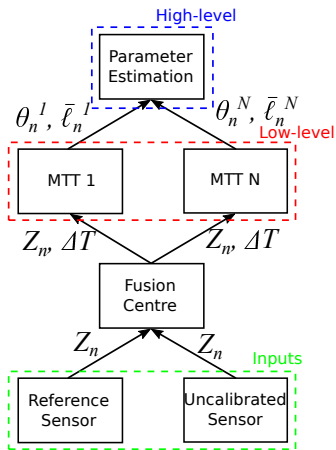 High-level
Parameter
Estimation
θₙ¹, ℓ̄ₙ¹
θₙᴺ, ℓ̄ₙᴺ
Low-level
MTT 1
MTT N
Zₙ, ΔT
Zₙ, ΔT
Fusion
Centre
Zₙ
Zₙ
Inputs
Reference
Sensor
Uncalibrated
Sensor